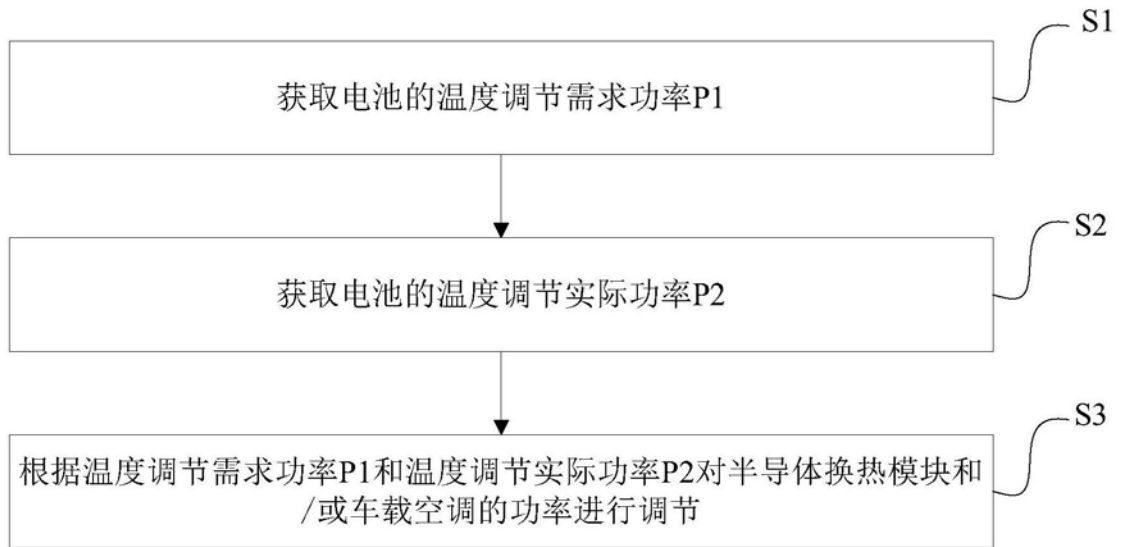 S1
获取电池的温度调节需求功率P1
S2
获取电池的温度调节实际功率P2
S3
根据温度调节需求功率P1和温度调节实际功率P2对半导体换热模块和
/或车载空调的功率进行调节